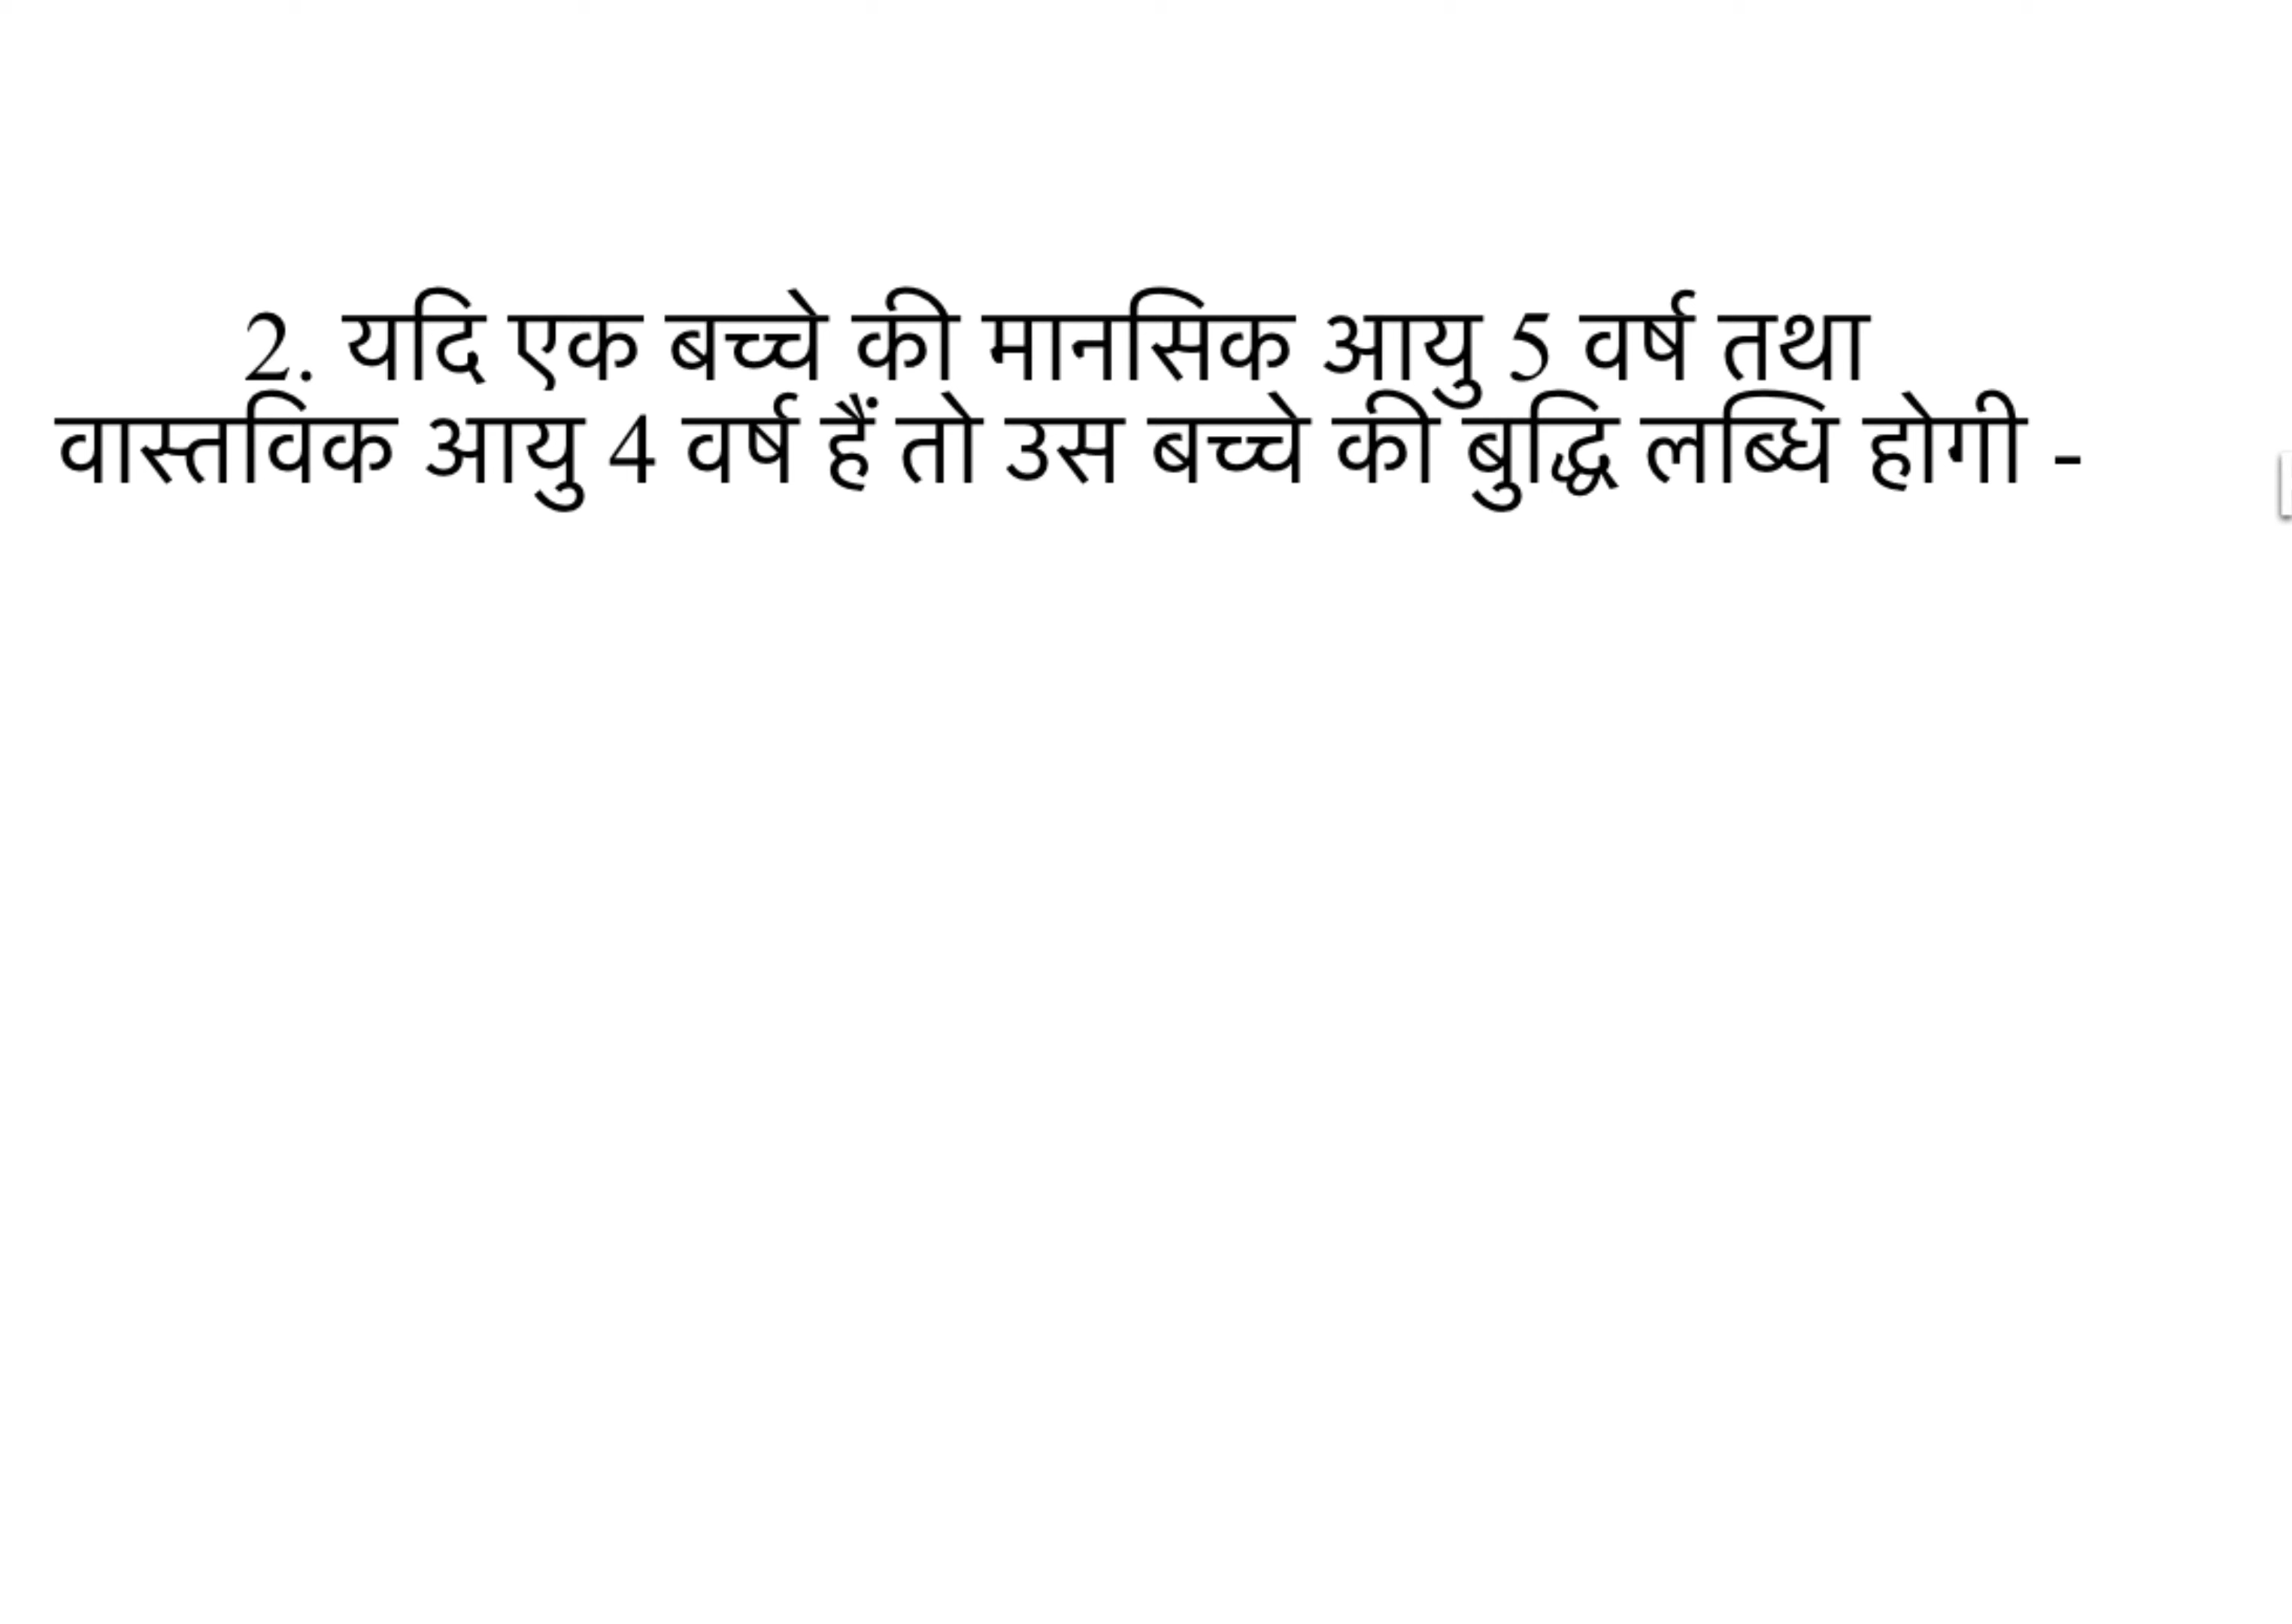 2. यदि एक बच्चे की मानसिक आयु 5 वर्ष तथा
वास्तविक आयु 4 वर्ष हैं तो उस बच्चे की बुद्धि लब्धि होगी -